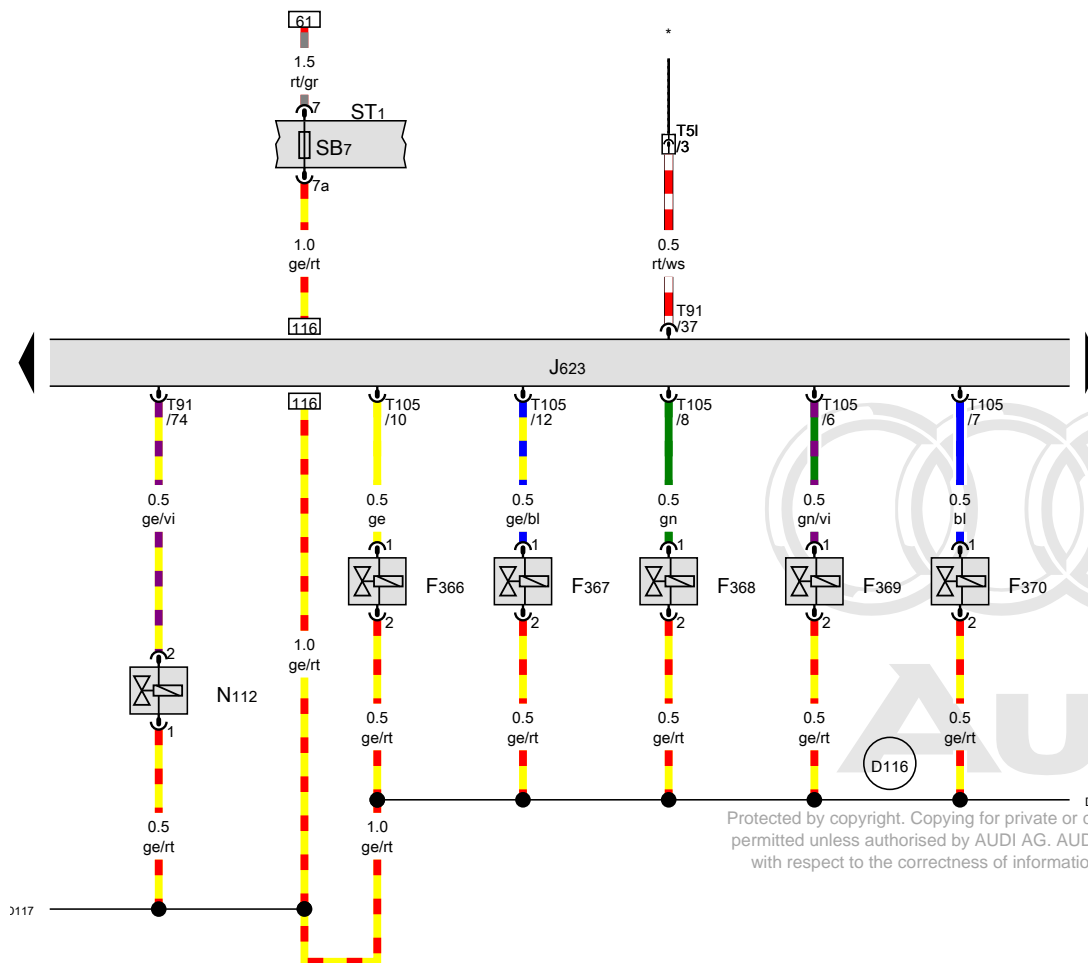 61
*
1.5
rt/gr
7
ST1
SB7
7a
T5l
/3
1.0
ge/rt
0.5
rt/ws
116
T91
/37
J623
T91
/74
116
T105
/10
T105
/12
T105
/8
T105
/6
T105
/7
0.5
ge/vi
0.5
ge
0.5
ge/bl
0.5
gn
0.5
gn/vi
0.5
bl
1
1
1
1
1
F366
F367
F368
F369
F370
2
2
2
2
2
1.0
ge/rt
2
N112
1
0.5
ge/rt
0.5
ge/rt
0.5
ge/rt
0.5
ge/rt
0.5
ge/rt
D116
Au
D
0.5
ge/rt
1.0
ge/rt
Protected by copyright. Copying for private or c
permitted unless authorised by AUDI AG. AUD
with respect to the correctness of informatio
D117